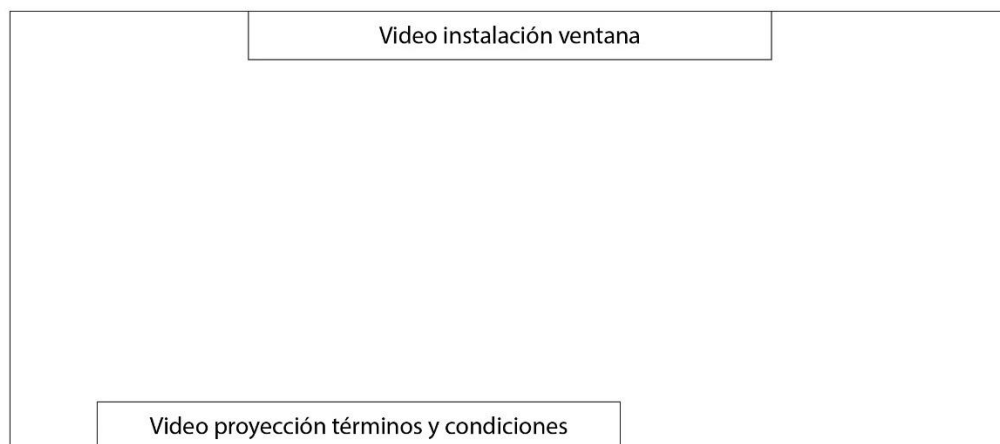 Video instalación ventana
Video proyección términos y condiciones